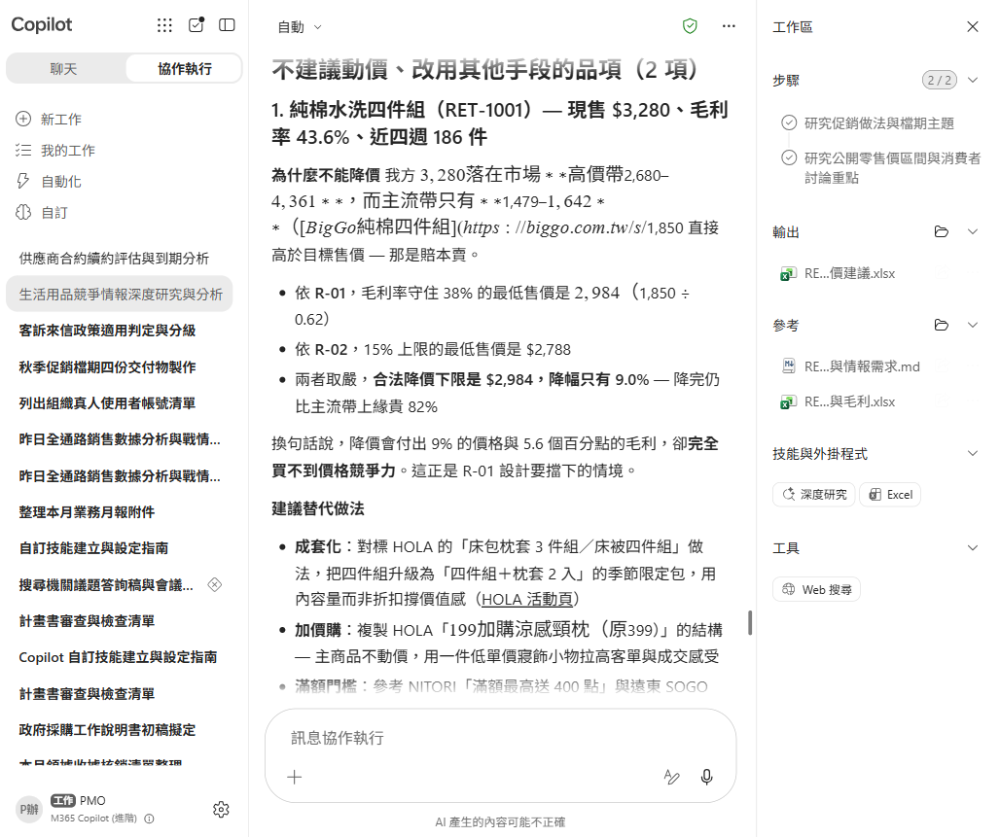 Copilot
聊天
協作執行
新工作
我的工作
自動化
自訂
供應商合約續約評估與到期分析
生活用品競爭情報深度研究與分析
客訴來信政策適用判定與分級
秋季促銷檔期四份交付物製作
列出組織真人使用者帳號清單
昨日全通路銷售數據分析與戰情...
昨日全通路銷售數據分析與戰情...
整理本月業務月報附件
自訂技能建立與設定指南
搜尋機關議題答詢稿與會議...
計畫書審查與檢查清單
Copilot 自訂技能建立與設定指南
計畫書審查與檢查清單
政府採購工作說明書初稿擬定
本月領據收據核銷清單整理
P辦
工作 PMO
M365 Copilot (進階)
自動
不建議動價、改用其他手段的品項（2 項）
1. 純棉水洗四件組（RET-1001）— 現售 $3,280、毛利
率 43.6%、近四週 186 件
為什麼不能降價 我方 3,280落在市場＊＊高價帶2,680–
4,361＊＊，而主流帶只有＊＊1,479–1,642＊
＊（[BigGo純棉四件組](https：//biggo.com.tw/s/1,850 直接
高於目標售價 — 那是賠本賣。
依 R-01，毛利率守住 38% 的最低售價是 2,984（1,850 ÷
0.62）
依 R-02，15% 上限的最低售價是 $2,788
兩者取嚴，合法降價下限是 $2,984，降幅只有 9.0% — 降完仍
比主流帶上緣貴 82%
換句話說，降價會付出 9% 的價格與 5.6 個百分點的毛利，卻完全
買不到價格競爭力。這正是 R-01 設計要擋下的情境。
建議替代做法
成套化：對標 HOLA 的「床包枕套 3 件組／床被四件組」做
法，把四件組升級為「四件組＋枕套 2 入」的季節限定包，用
內容量而非折扣撐價值感（HOLA 活動頁）
加價購：複製 HOLA「199加購涼感頸枕（原399）」的結構
— 主商品不動價，用一件低單價寢飾小物拉高客單與成交感受
滿額門檻：參考 NITORI「滿額最高送 400 點」與遠東 SOGO
訊息協作執行
AI 產生的內容可能不正確
工作區
步驟
2 / 2
研究促銷做法與檔期主題
研究公開零售價區間與消費者
討論重點
輸出
RE...價建議.xlsx
參考
RE...與情報需求.md
RE...與毛利.xlsx
技能與外掛程式
深度研究
Excel
工具
Web 搜尋